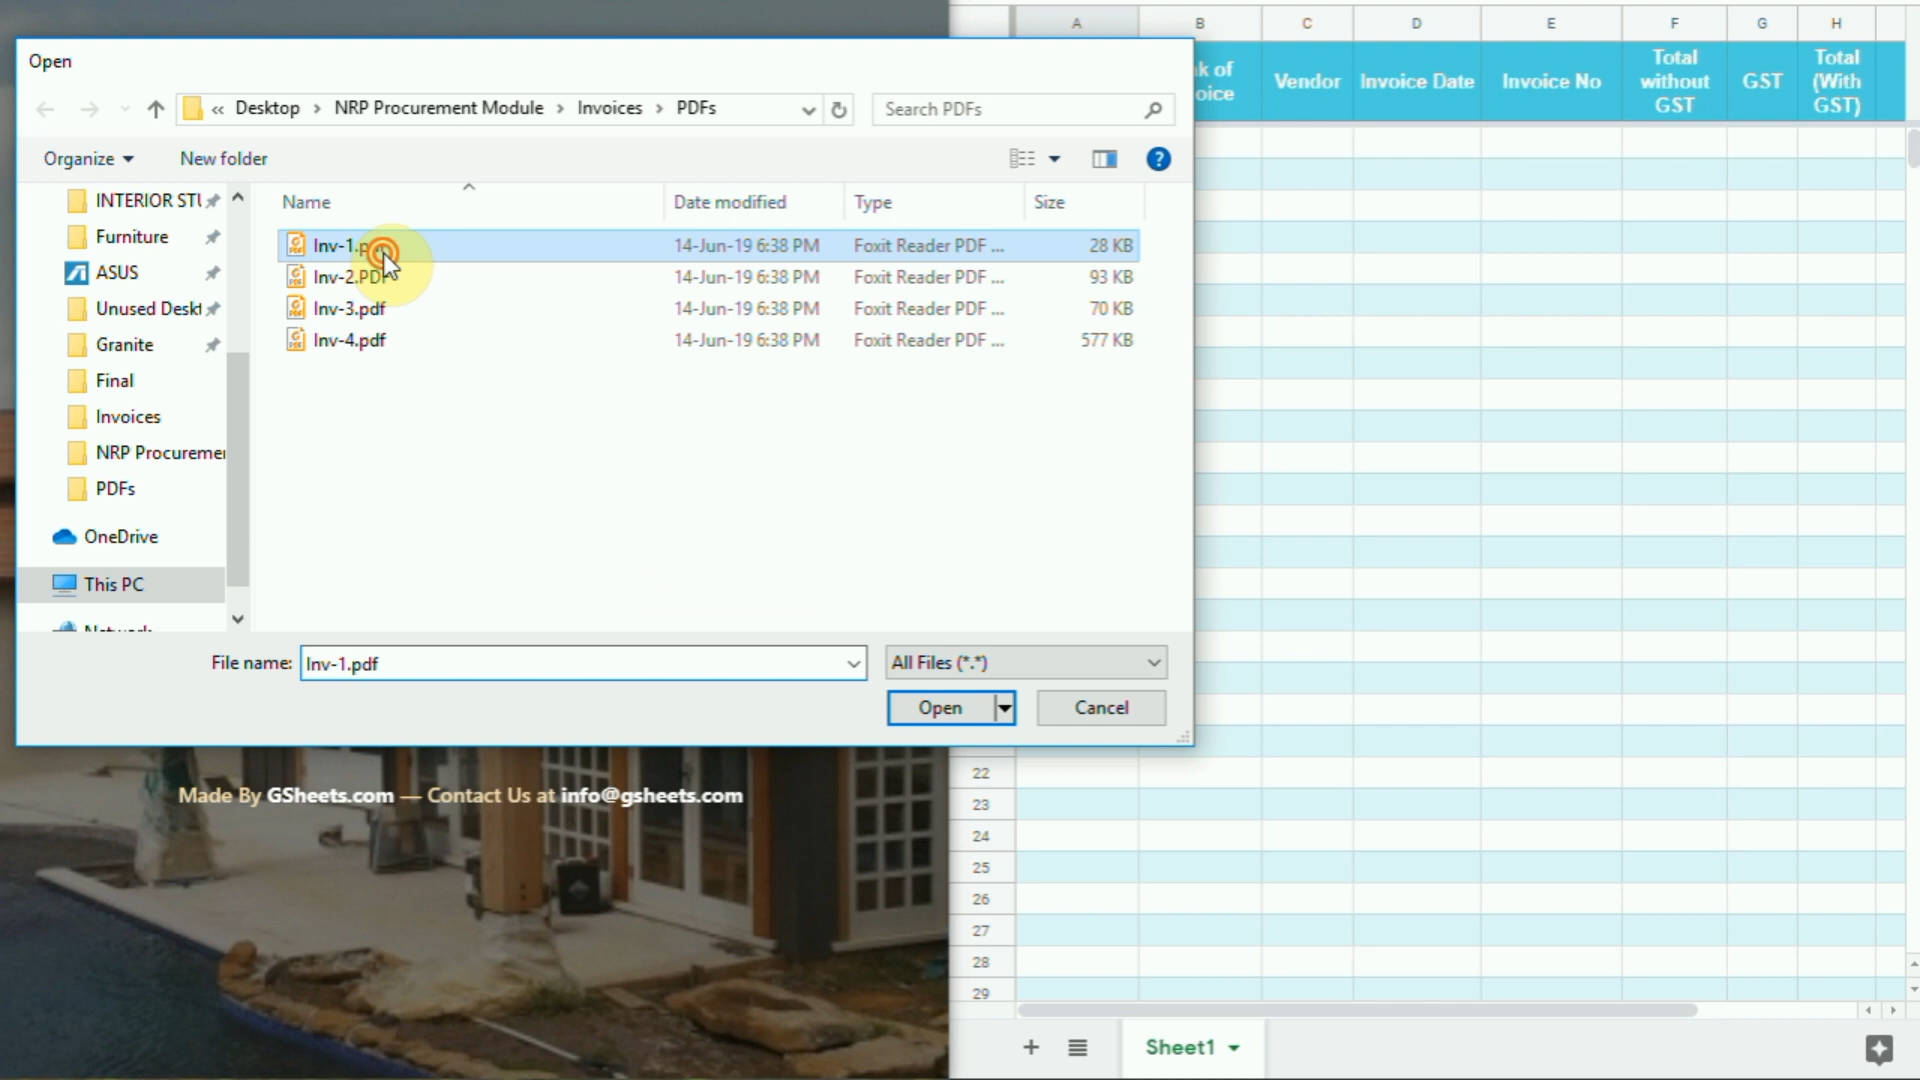 Open
« Desktop › NRP Procurement Module › Invoices › PDFs
Search PDFs
Organize
New folder
INTERIOR STU
Furniture
ASUS
Unused Deskt
Granite
Final
Invoices
NRP Procuremen
PDFs
OneDrive
This PC
Name Date modified Type Size
Inv-1.pdf 14-Jun-19 6:38 PM Foxit Reader PDF ... 28 KB
Inv-2.PDF 14-Jun-19 6:38 PM Foxit Reader PDF ... 93 KB
Inv-3.pdf 14-Jun-19 6:38 PM Foxit Reader PDF ... 70 KB
Inv-4.pdf 14-Jun-19 6:38 PM Foxit Reader PDF ... 577 KB
File name: Inv-1.pdf
All Files (*.*)
Open
Cancel
Made By GSheets.com — Contact Us at info@gsheets.com
A B C D E F G H
Vendor
Invoice Date
Invoice No
Total
without
GST
GST
Total
(With
GST)
22
23
24
25
26
27
28
29
+
Sheet1